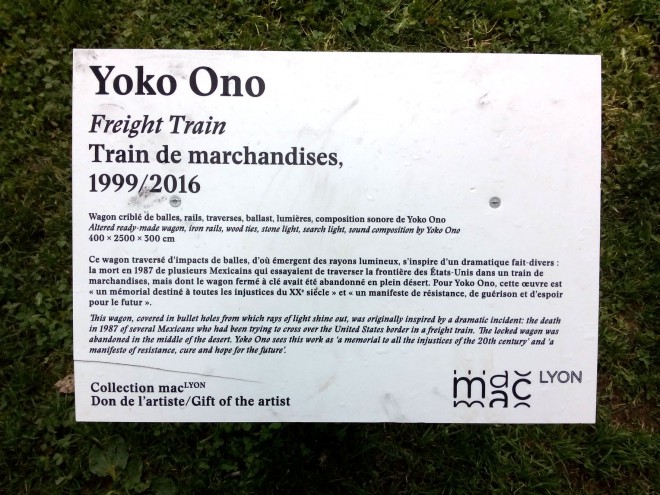 Yoko Ono
Freight Train
Train de marchandises,
1999/2016
Wagon criblé de balles, rails, traverses, ballast, lumières, composition sonore de Yoko Ono
Altered ready-made wagon, iron rails, wood ties, stone light, search light, sound composition by Yoko Ono
400 × 2500 × 300 cm
Ce wagon traversé d'impacts de balles, d'où émergent des rayons lumineux, s'inspire d'un dramatique fait-divers :
la mort en 1987 de plusieurs Mexicains qui essayaient de traverser la frontière des États-Unis dans un train de
marchandises, mais dont le wagon fermé à clé avait été abandonné en plein désert. Pour Yoko Ono, cette œuvre est
« un mémorial destiné à toutes les injustices du XXᵉ siècle » et « un manifeste de résistance, de guérison et d'espoir
pour le futur ».
This wagon, covered in bullet holes from which rays of light shine out, was originally inspired by a dramatic incident: the death
in 1987 of several Mexicans who had been trying to cross over the United States border in a freight train. The locked wagon was
abandoned in the middle of the desert. Yoko Ono sees this work as 'a memorial to all the injustices of the 20th century' and 'a
manifesto of resistance, cure and hope for the future'.
Collection macLYON
Don de l'artiste/Gift of the artist
mac LYON